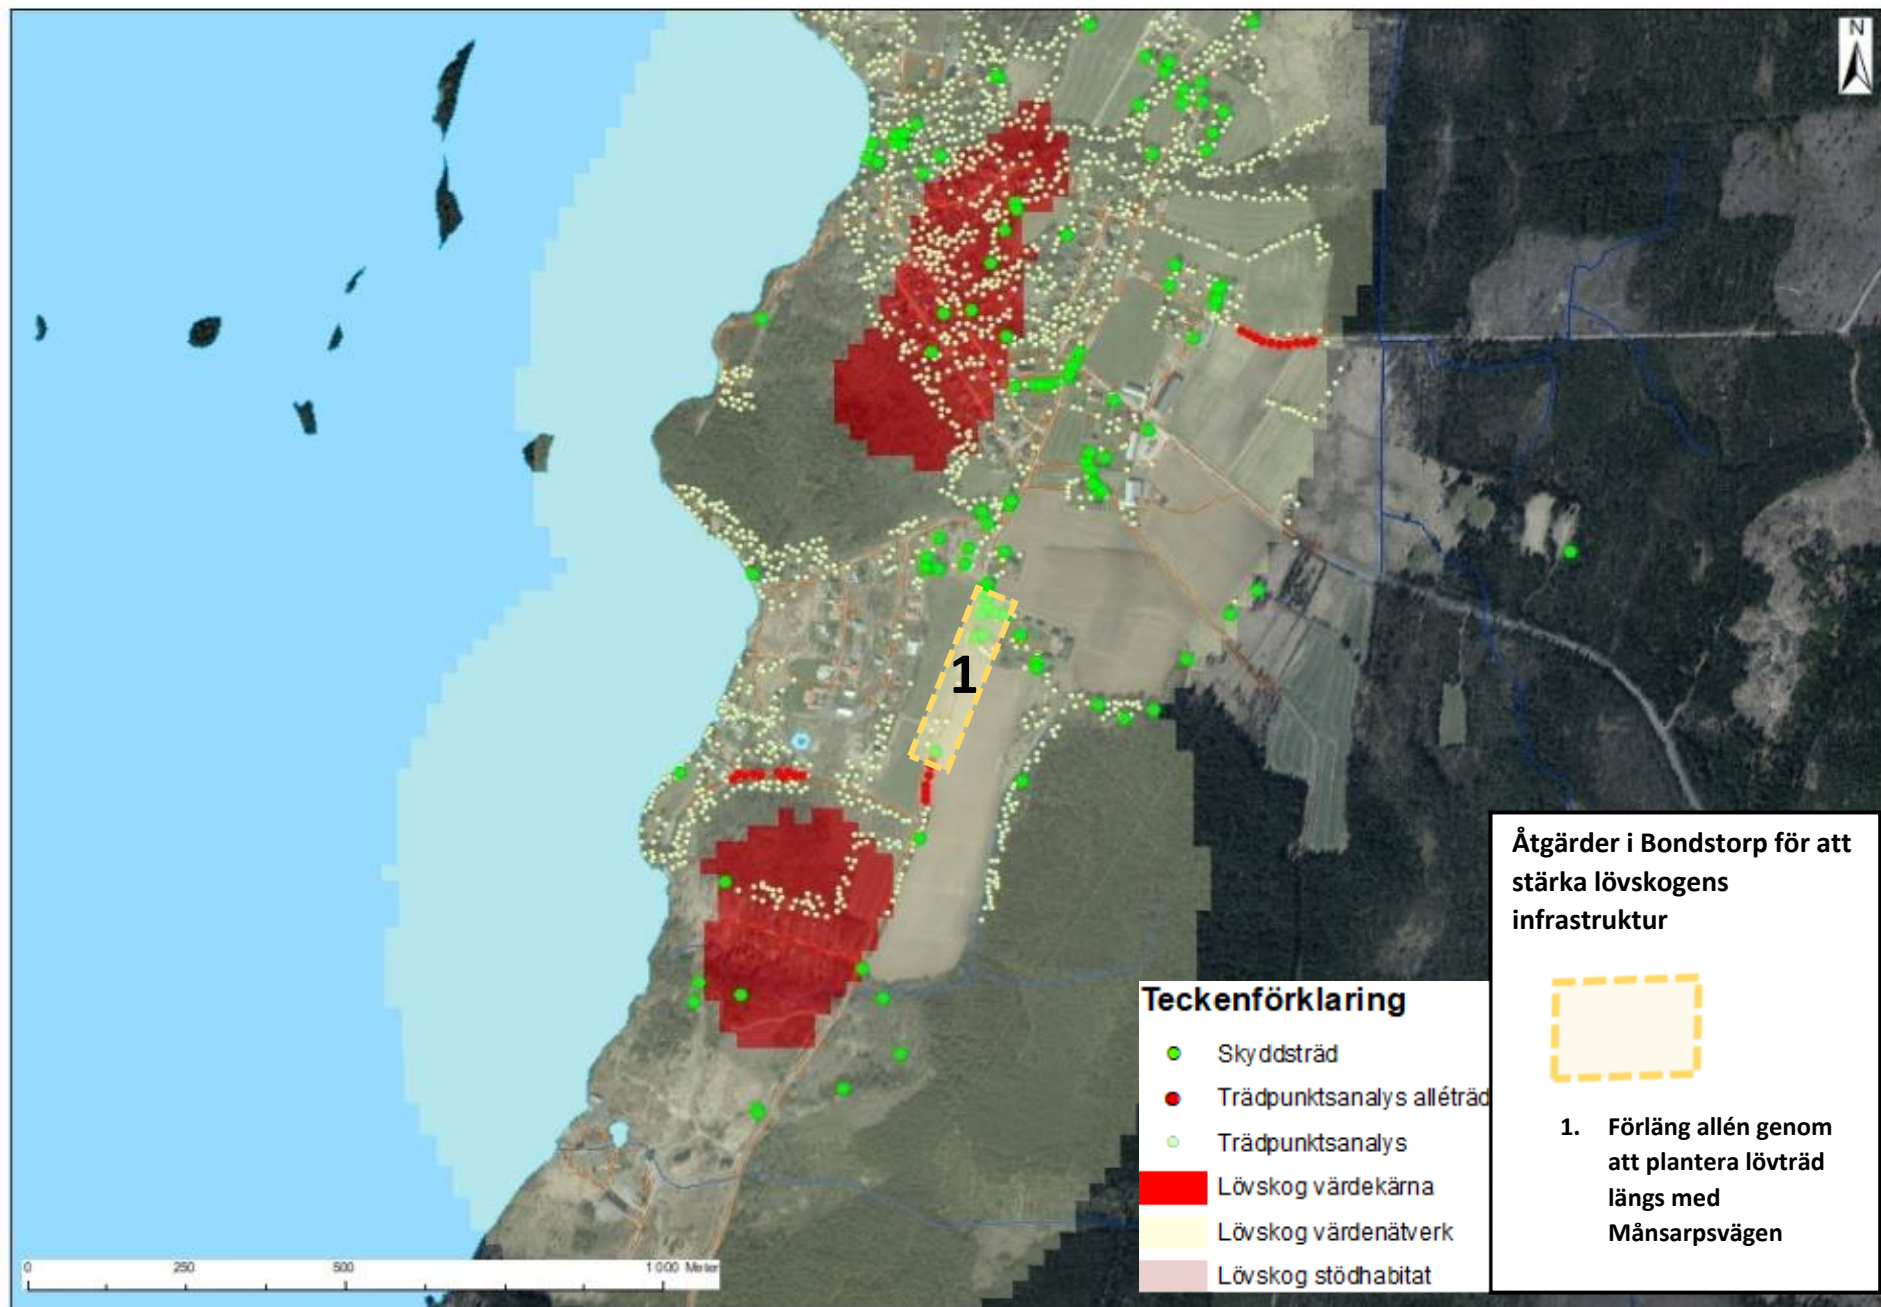 N
1
Åtgärder i Bondstorp för att
stärka lövskogens
infrastruktur
1. Förläng allén genom
att plantera lövträd
längs med
Månsarpsvägen
Teckenförklaring
Skyddsträd
Trädpunktsanalys alléträd
Trädpunktsanalys
Lövskog värdekärna
Lövskog värdenätverk
Lövskog stödhabitat
0 250 500 1 000 Meter